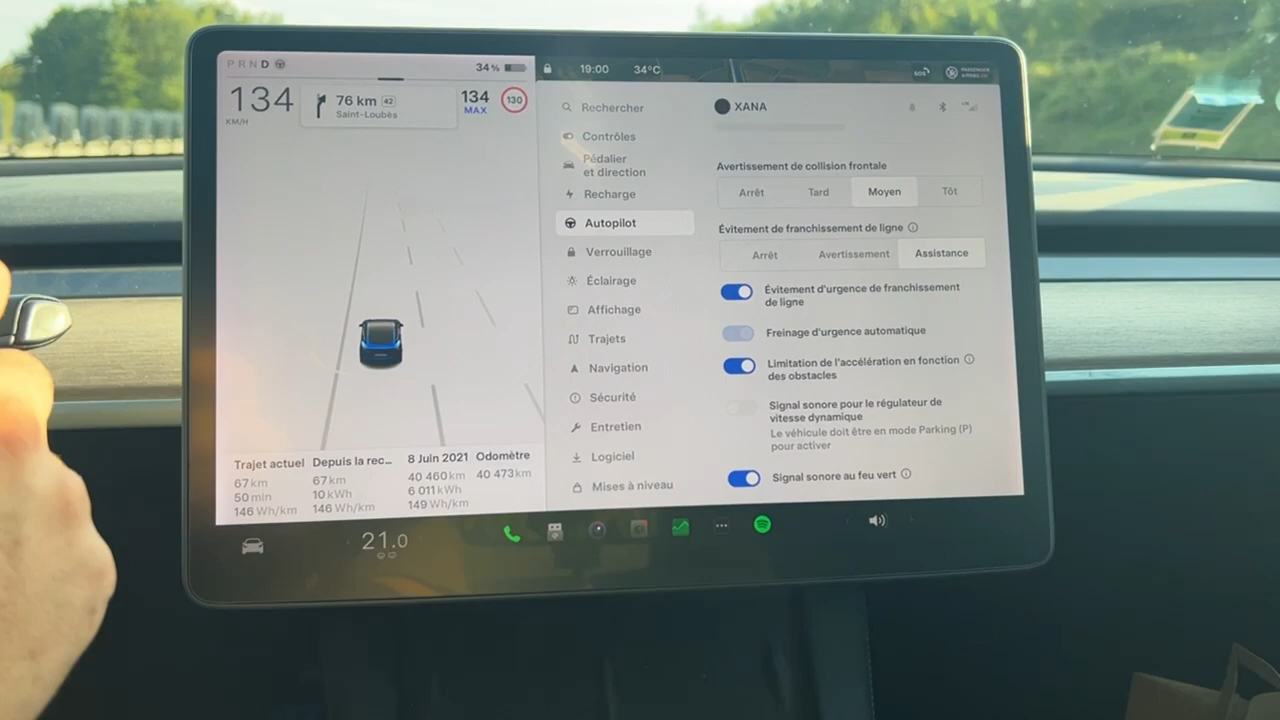 PRND
34 %
19:00
34°C
SOS
134
KM/H
76 km 42
Saint-Loubès
134
MAX
130
Rechercher
Contrôles
Pédalier
et direction
Recharge
Autopilot
Verrouillage
Éclairage
Affichage
Trajets
Navigation
Sécurité
Entretien
Logiciel
Mises à niveau
XANA
LTE
Avertissement de collision frontale
Arrêt Tard Moyen Tôt
Évitement de franchissement de ligne
Arrêt Avertissement Assistance
Évitement d'urgence de franchissement
de ligne
Freinage d'urgence automatique
Limitation de l'accélération en fonction
des obstacles
Signal sonore pour le régulateur de
vitesse dynamique
Le véhicule doit être en mode Parking (P)
pour activer
Signal sonore au feu vert
Trajet actuel
67 km
50 min
146 Wh/km
Depuis la rec...
67 km
10 kWh
146 Wh/km
8 Juin 2021
40 460 km
6 011 kWh
149 Wh/km
Odomètre
40 473 km
21.0